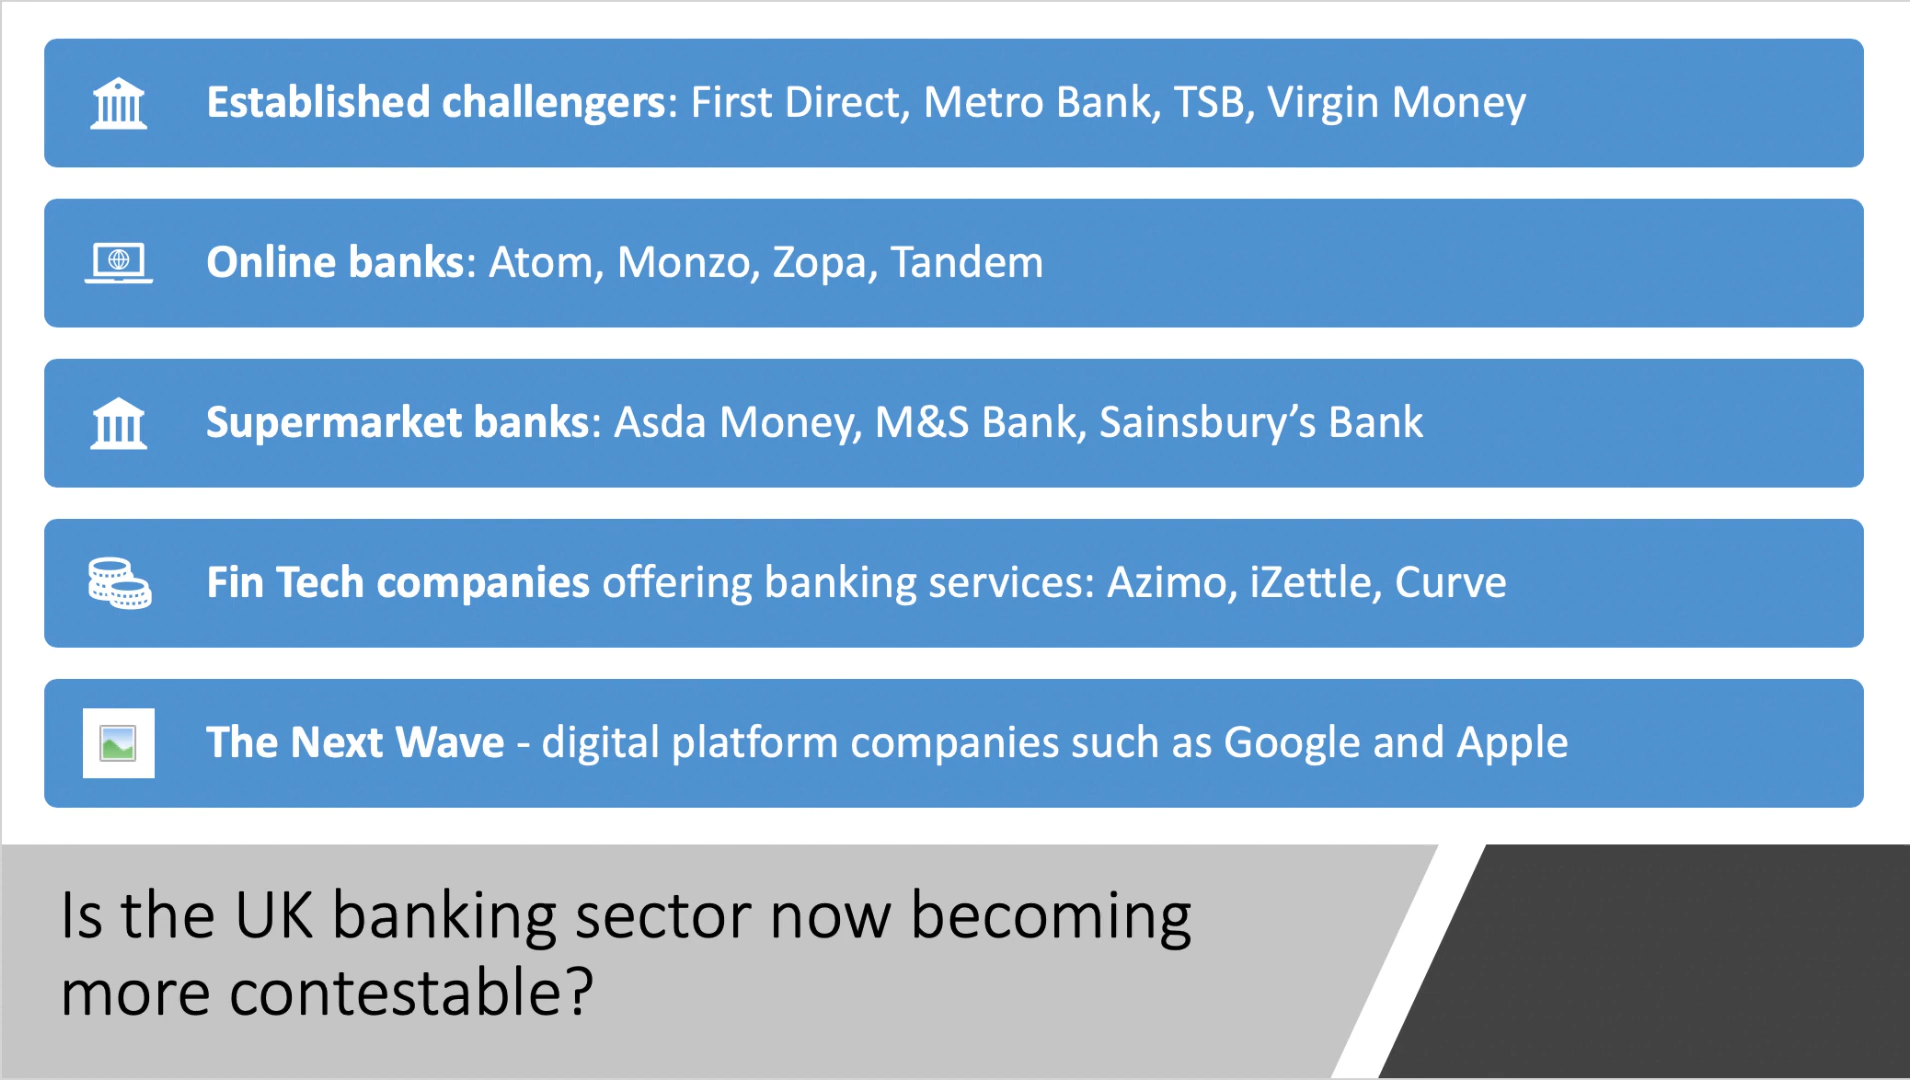 Established challengers: First Direct, Metro Bank, TSB, Virgin Money
Online banks: Atom, Monzo, Zopa, Tandem
Supermarket banks: Asda Money, M&S Bank, Sainsbury’s Bank
Fin Tech companies offering banking services: Azimo, iZettle, Curve
The Next Wave - digital platform companies such as Google and Apple
Is the UK banking sector now becoming
more contestable?